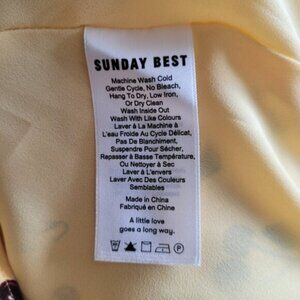 SUNDAY BEST
Machine Wash Cold
Gentle Cycle, No Bleach,
Hang To Dry, Low Iron,
Or Dry Clean
Wash Inside Out
Wash With Like Colours
Laver À La Machine À
L'eau Froide Au Cycle Délicat,
Pas De Blanchiment,
Suspendre Pour Sécher,
Repasser À Basse Température,
Ou Nettoyer À Sec
Laver À L'envers
Laver Avec Des Couleurs
Semblables
Made in China
Fabriqué en Chine
A little love
goes a long way.